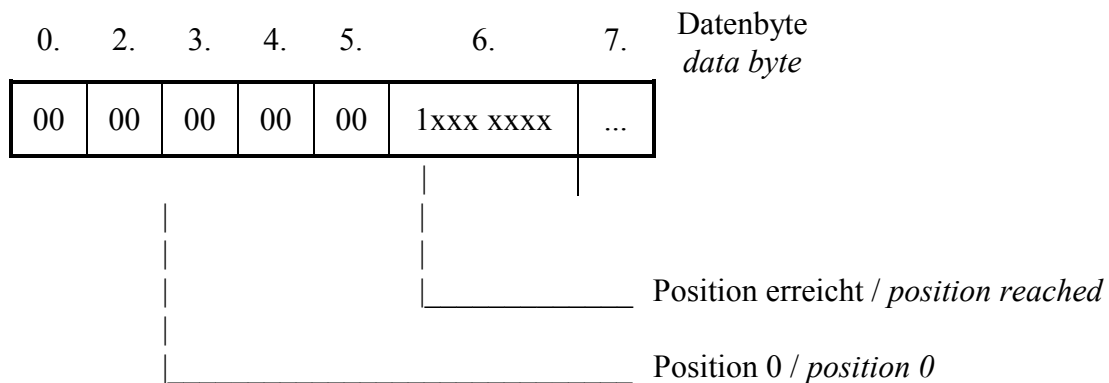 0. 2. 3. 4. 5. 6. 7. Datenbyte
data byte
00 00 00 00 00 1xxx xxxx ...
Position erreicht / position reached
Position 0 / position 0